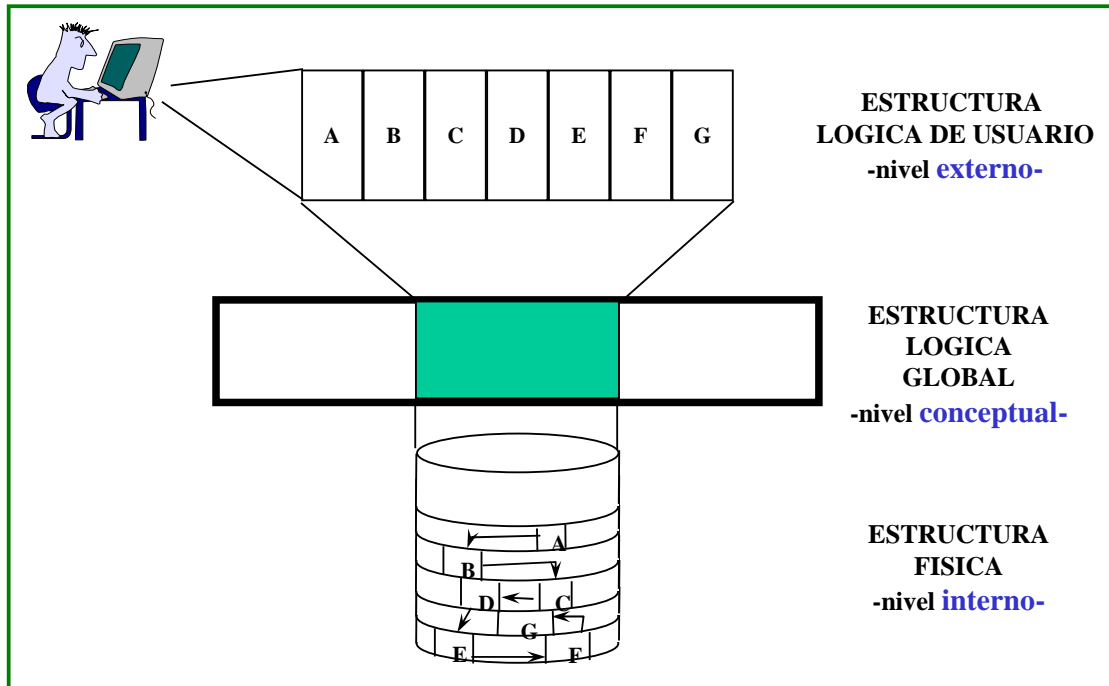 A B C D E F G
ESTRUCTURA
LOGICA DE USUARIO
-nivel externo-
ESTRUCTURA
LOGICA
GLOBAL
-nivel conceptual-
A
B
D C
G
E F
ESTRUCTURA
FISICA
-nivel interno-